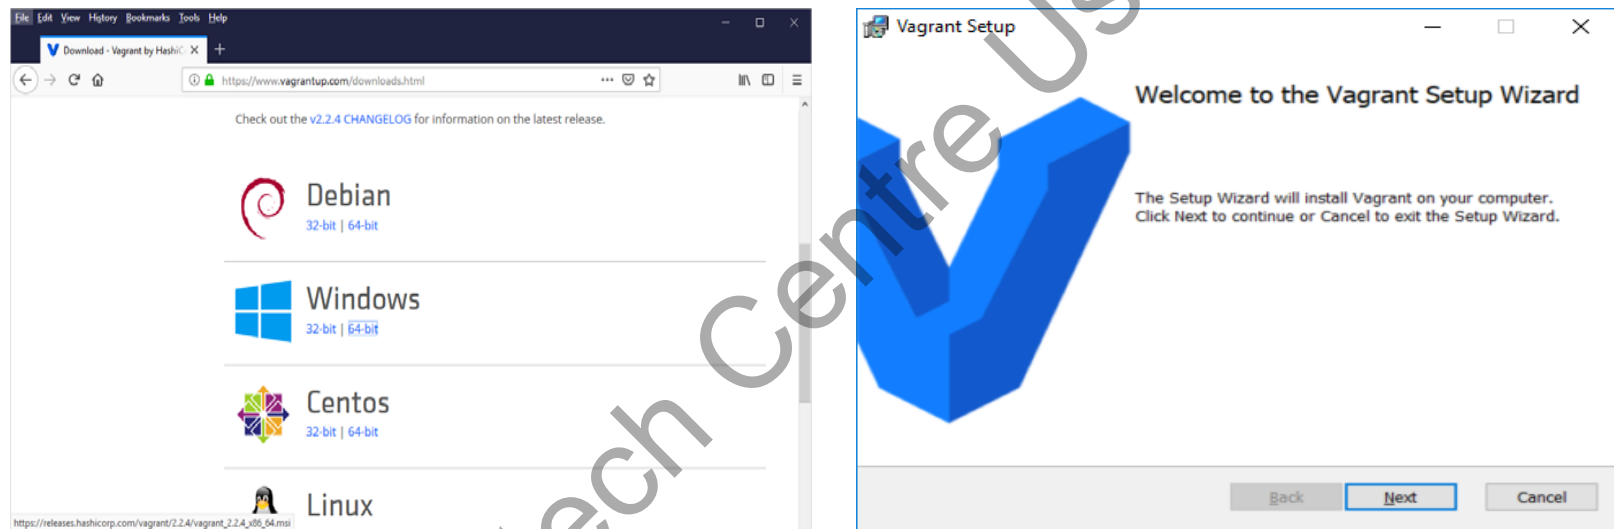 File Edit View History Bookmarks Tools Help
Download - Vagrant by HashiC
https://www.vagrantup.com/downloads.html
Check out the v2.2.4 CHANGELOG for information on the latest release.
Debian
32-bit | 64-bit
Windows
32-bit | 64-bit
Centos
32-bit | 64-bit
Linux
https://releases.hashicorp.com/vagrant/2.2.4/vagrant_2.2.4_x86_64.msi
Vagrant Setup
Welcome to the Vagrant Setup Wizard
The Setup Wizard will install Vagrant on your computer.
Click Next to continue or Cancel to exit the Setup Wizard.
Back Next Cancel
tech Centre Us